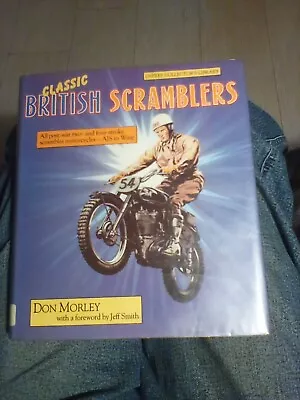 OSPREY COLLECTOR'S LIBRARY
CLASSIC
BRITISH SCRAMBLERS
All post-war two- and four-stroke
scrambles motorcycles – AJS to Wasp
54
DON MORLEY
with a foreword by Jeff Smith